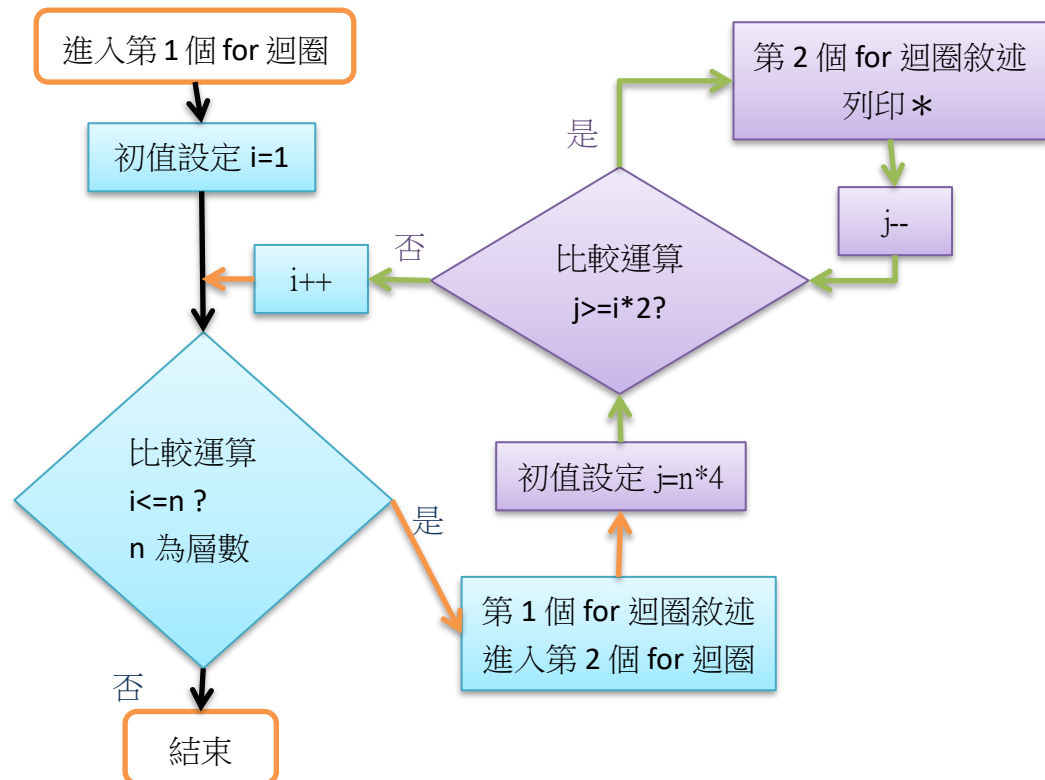 進入第 1 個 for 迴圈
初值設定 i=1
比較運算
i<=n ?
n 為層數
是
否
結束
第 1 個 for 迴圈敘述
進入第 2 個 for 迴圈
初值設定 j=n*4
比較運算
j>=i*2?
是
第 2 個 for 迴圈敘述
列印＊
j--
否
i++